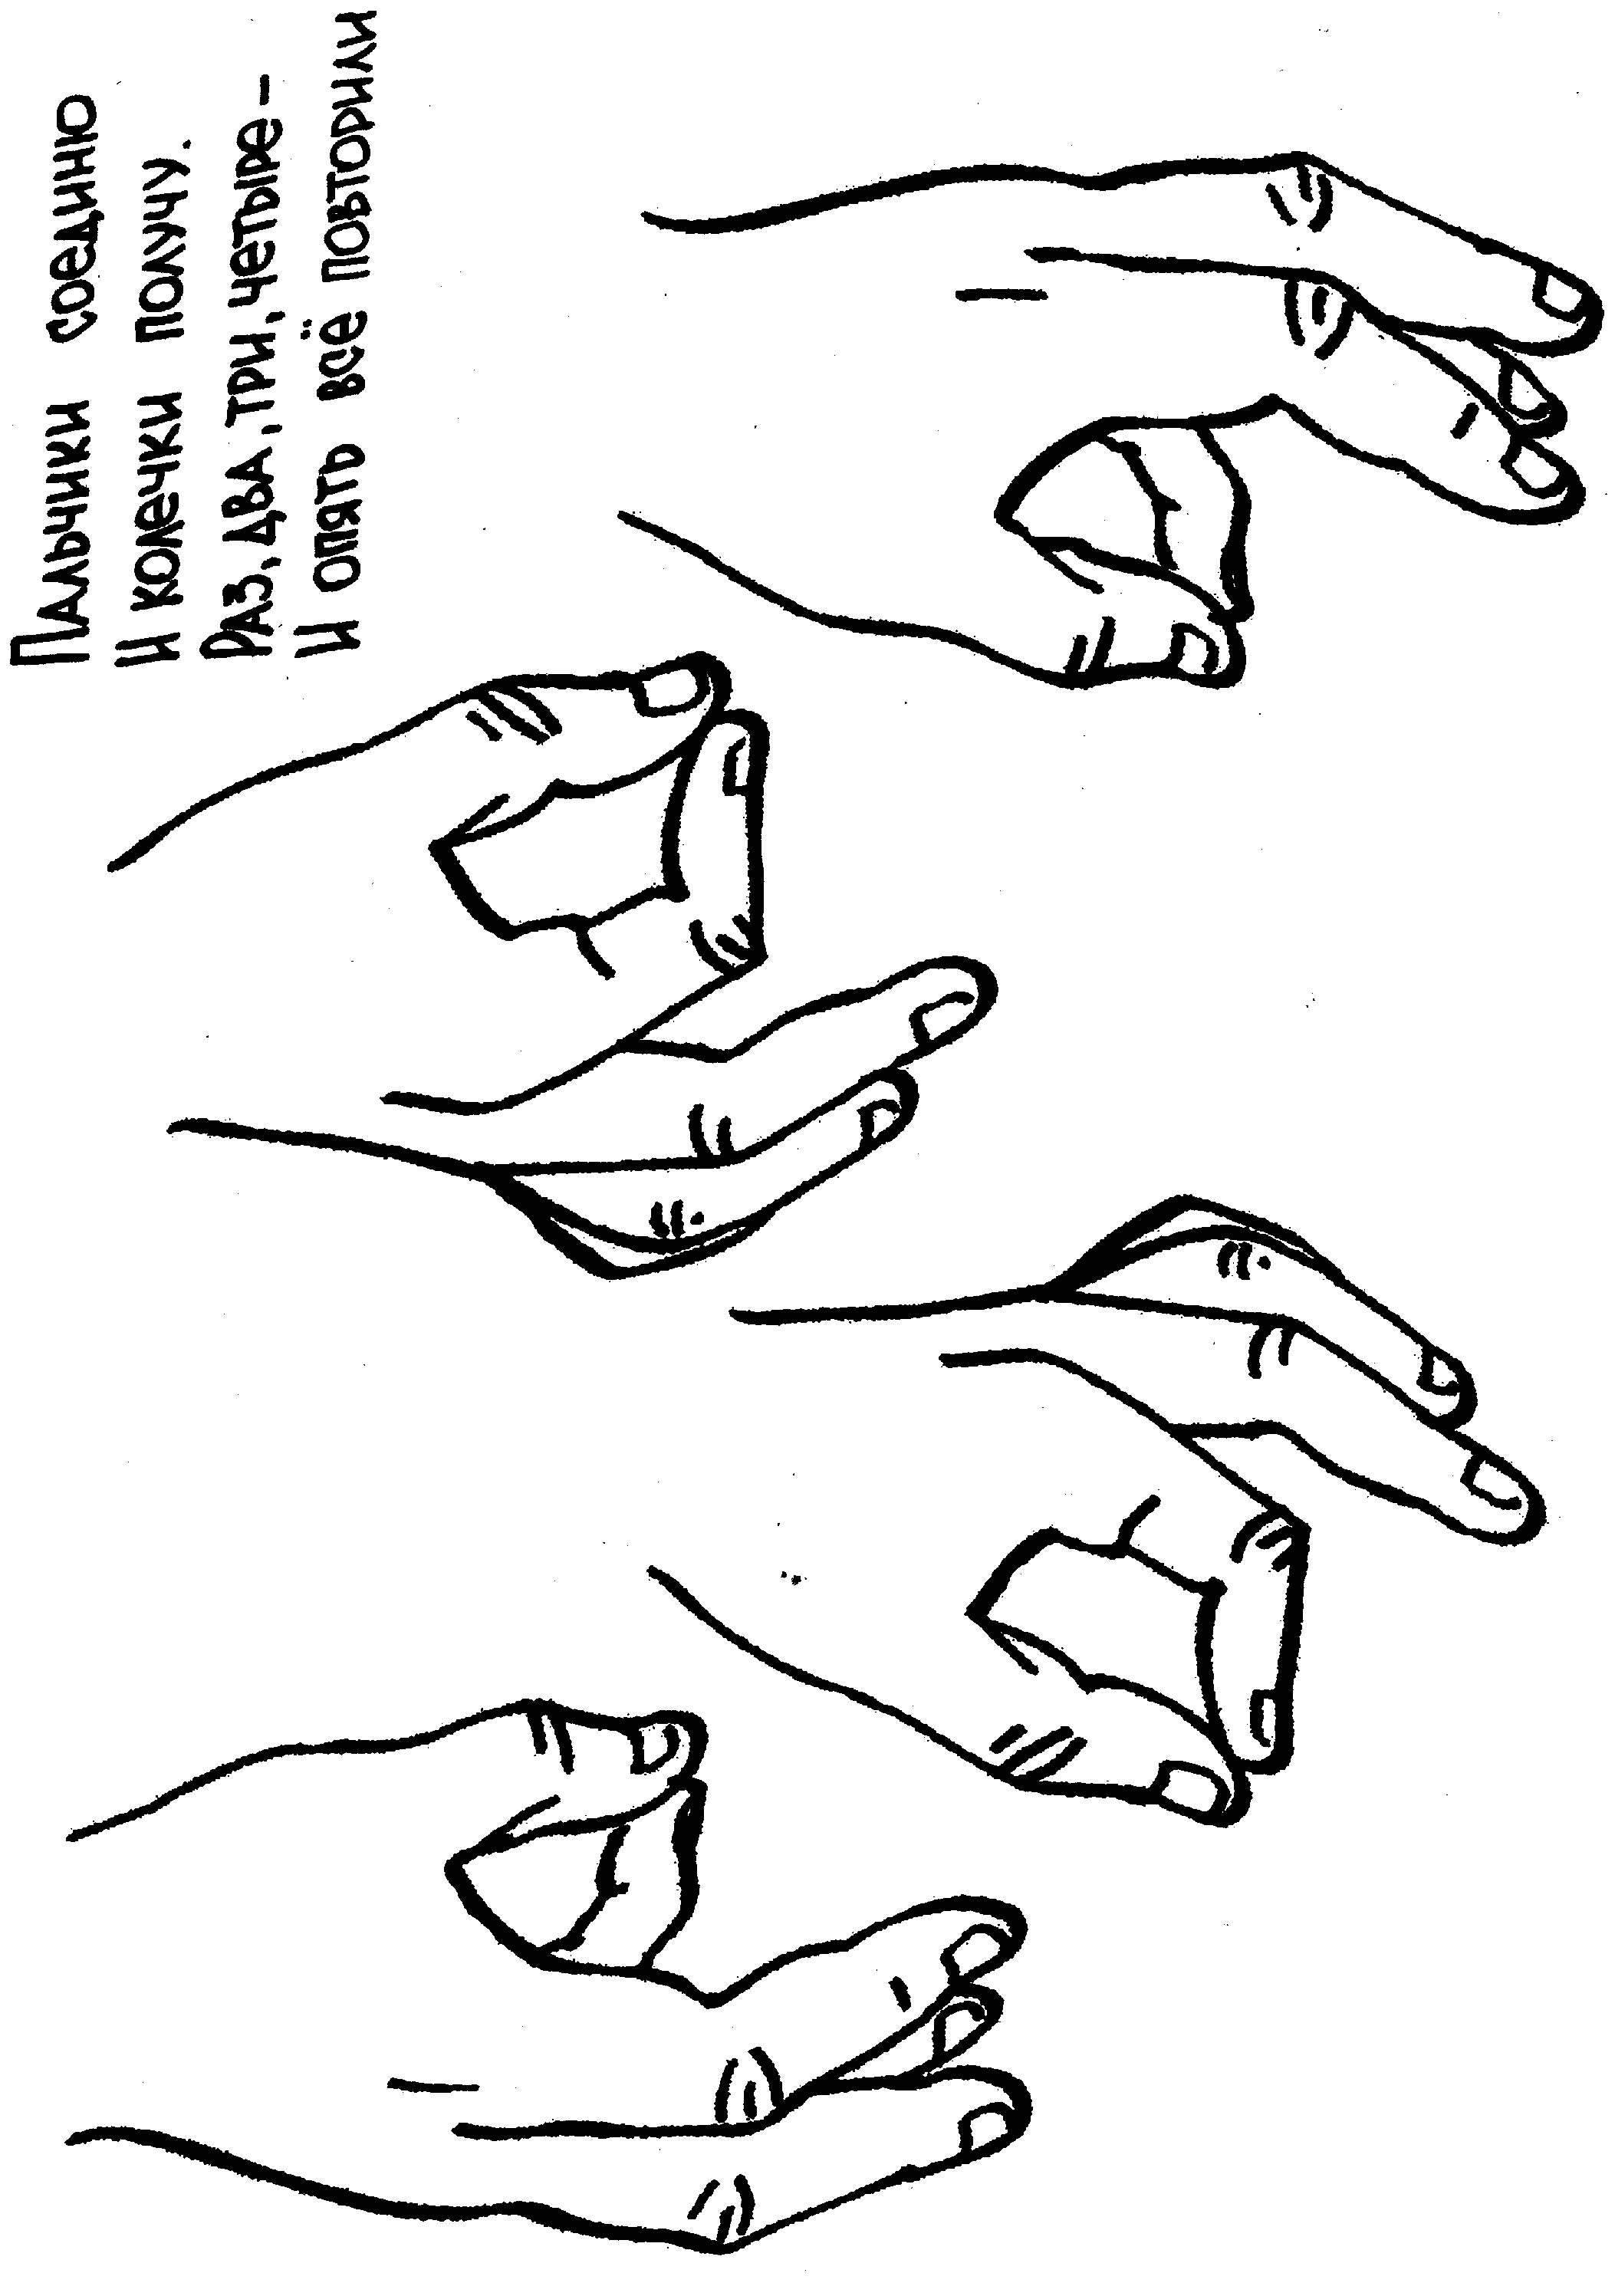 Пальчики соединю
И колечки получу.
Раз, два, три, четыре –
И опять всё повторили